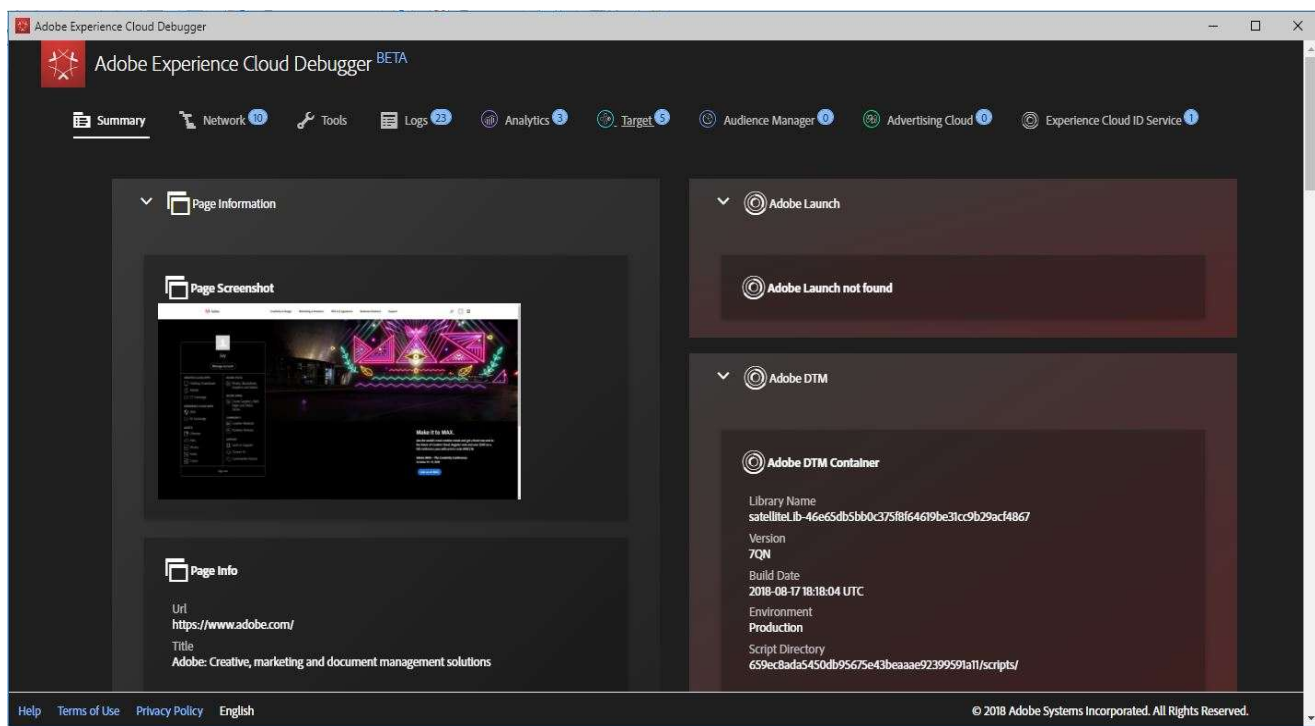 Adobe Experience Cloud Debugger
Adobe Experience Cloud Debugger BETA
Summary Network 10 Tools Logs 23 Analytics 3 Target 5 Audience Manager 0 Advertising Cloud 0 Experience Cloud ID Service 1
Page Information
Page Screenshot
Make it to MAX.
Page Info
Url
https://www.adobe.com/
Title
Adobe: Creative, marketing and document management solutions
Adobe Launch
Adobe Launch not found
Adobe DTM
Adobe DTM Container
Library Name
satelliteLib-46e65db5bb0c375f8f64619be31cc9b29acf4867
Version
7QN
Build Date
2018-08-17 18:18:04 UTC
Environment
Production
Script Directory
659ec8ada5450db95675e43beaaae92399591a11/scripts/
Help Terms of Use Privacy Policy English
© 2018 Adobe Systems Incorporated. All Rights Reserved.